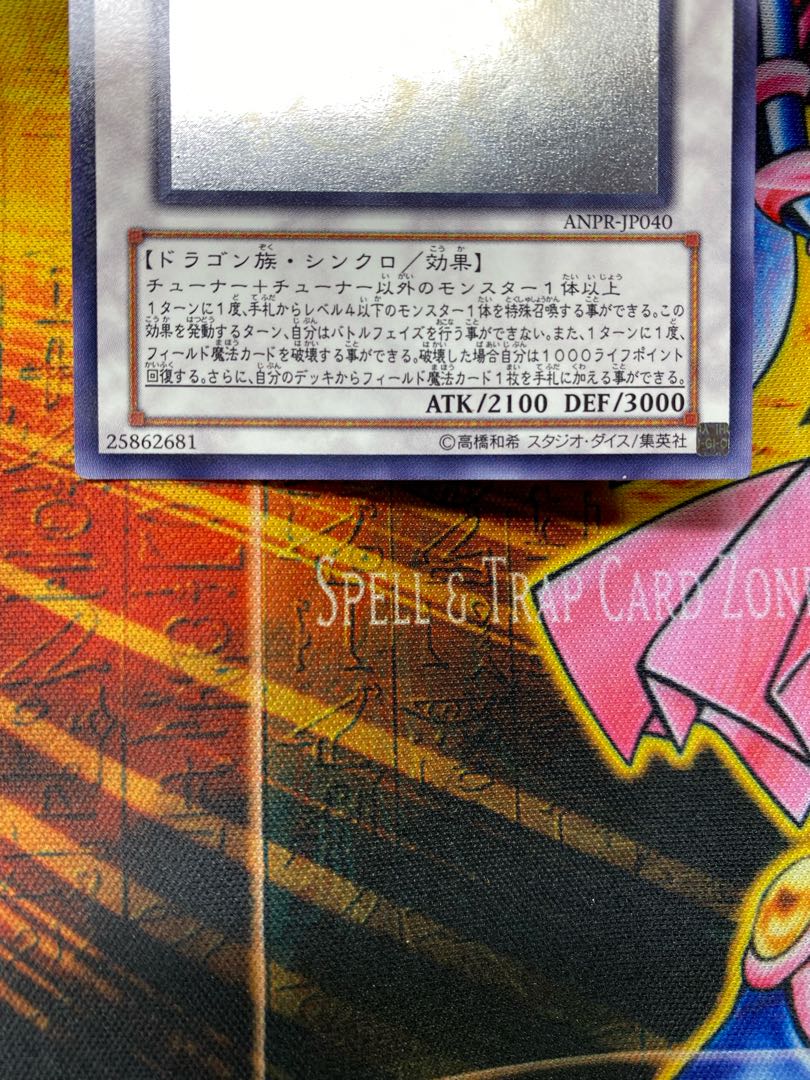 ANPR-JP040
【ドラゴン族・シンクロ/効果】
チューナー+チューナー以外のモンスター1体以上
1ターンに1度、手札からレベル4以下のモンスター1体を特殊召喚する事ができる。この
効果を発動するターン、自分はバトルフェイズを行う事ができない。また、1ターンに1度、
フィールド魔法カードを破壊する事ができる。破壊した場合自分は1000ライフポイント
回復する。さらに、自分のデッキからフィールド魔法カード1枚を手札に加える事ができる。
ATK/2100 DEF/3000
25862681
©高橋和希 スタジオ・ダイス/集英社
SPELL & TRAP CARD ZONE